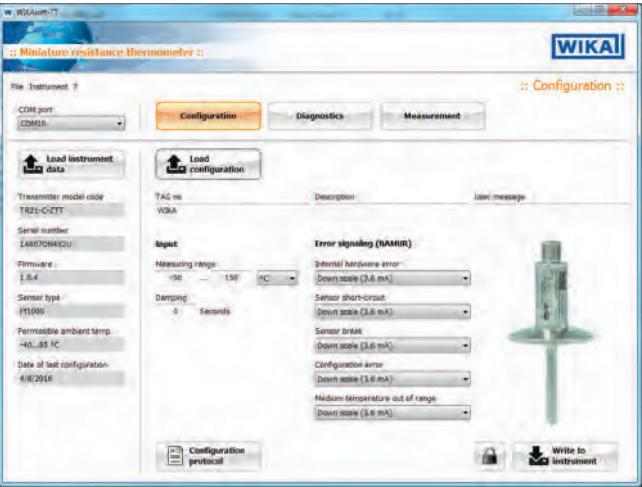 WIKAsoft-TT
:: Miniature resistance thermometer ::
WIKA
File Instrument ?
:: Configuration ::
COM port
COM10
Configuration
Diagnostics
Measurement
Load instrument
data
Load
configuration
Transmitter model code
TR21-C-ZTT
TAG no
Description
User message
WIKA
Serial number
Input
Error signaling (NAMUR)
Firmware
1.0.4
Measuring range
-50 ... 150 °C
Internal hardware error
Down scale (3.6 mA)
Sensor type
Pt1000
Damping
0 Seconds
Sensor short-circuit
Down scale (3.6 mA)
Permissible ambient temp.
-40...85 °C
Sensor break
Down scale (3.6 mA)
Date of last configuration
4/8/2016
Configuration error
Down scale (3.6 mA)
Medium temperature out of range
Down scale (3.6 mA)
Configuration
protocol
Write to
instrument